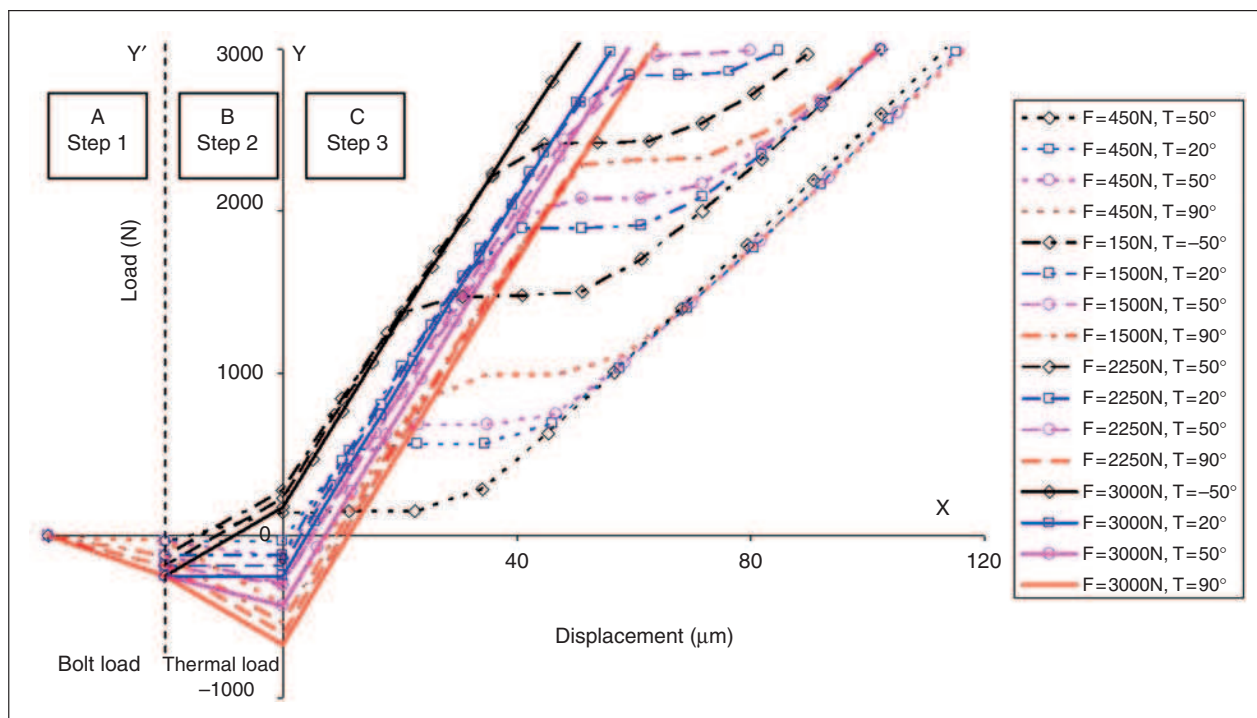 Y′
3000
Y
A
Step 1
B
Step 2
C
Step 3
Load (N)
2000
1000
0
X
40
80
120
Displacement (μm)
Bolt load
Thermal load
–1000
F=450N, T=50°
F=450N, T=20°
F=450N, T=50°
F=450N, T=90°
F=150N, T=–50°
F=1500N, T=20°
F=1500N, T=50°
F=1500N, T=90°
F=2250N, T=50°
F=2250N, T=20°
F=2250N, T=50°
F=2250N, T=90°
F=3000N, T=–50°
F=3000N, T=20°
F=3000N, T=50°
F=3000N, T=90°